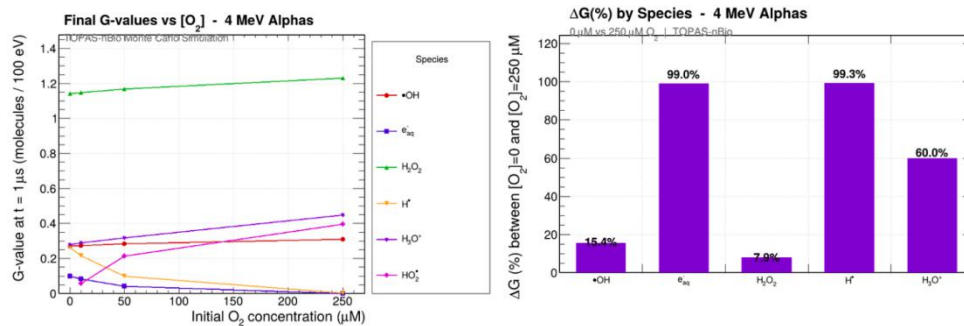 Final G-values vs [O₂] - 4 MeV Alphas
TOPAS-nBio Monte Carlo Simulation
G-value at t = 1μs (molecules / 100 eV)
1.4
1.2
1
0.8
0.6
0.4
0.2
0
0 50 100 150 200 250
Initial O₂ concentration (μM)
Species
•OH
e⁻aq
H₂O₂
H•
H₃O⁺
HO₂•
ΔG(%) by Species - 4 MeV Alphas
0 μM vs 250 μM O₂ | TOPAS-nBio
ΔG (%) between [O₂]=0 and [O₂]=250 μM
120
100
80
60
40
20
0
15.4%
99.0%
7.9%
99.3%
60.0%
•OH e⁻aq H₂O₂ H• H₃O⁺